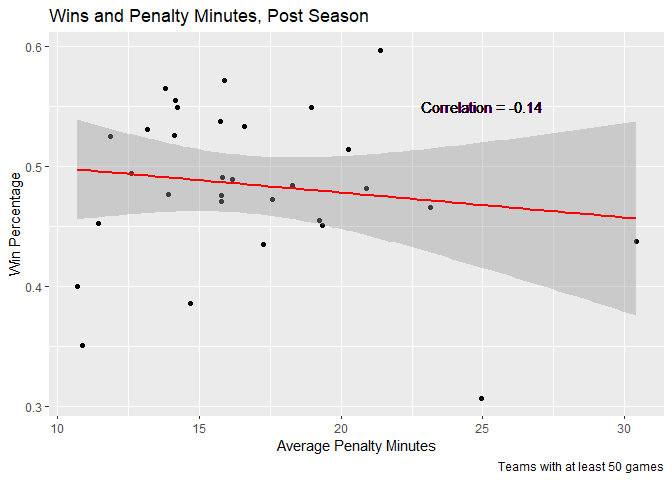 Wins and Penalty Minutes, Post Season
0.6
Correlation = -0.14
0.5
Win Percentage
0.4
0.3
10 15 20 25 30
Average Penalty Minutes
Teams with at least 50 games